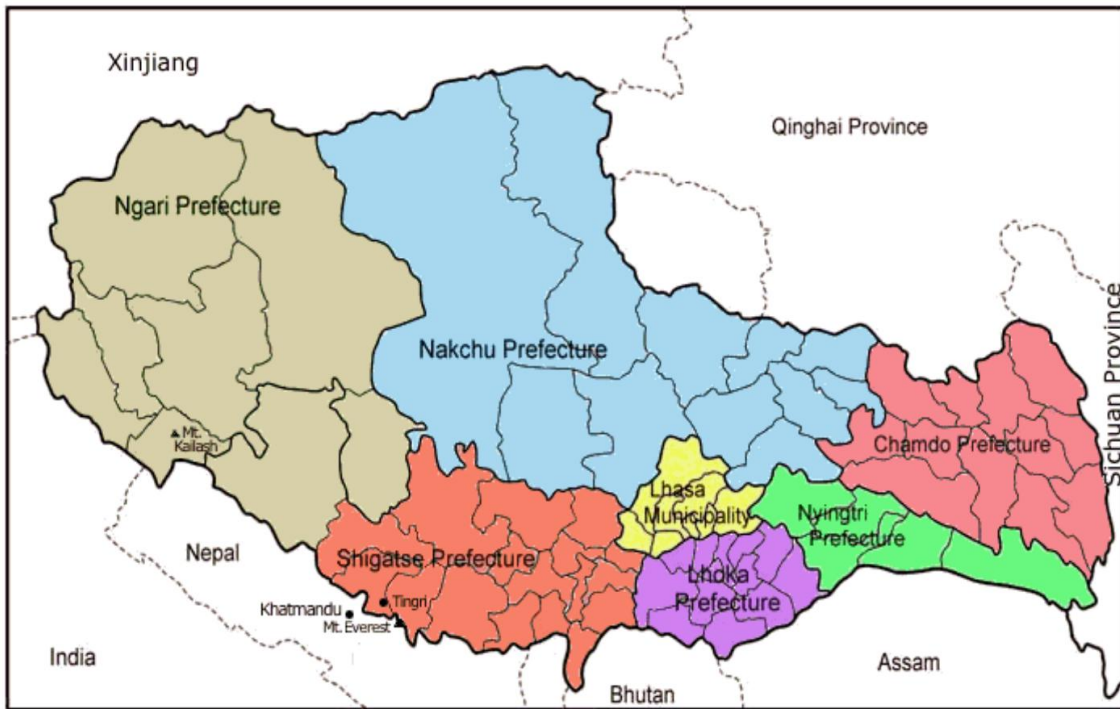 Xinjiang
Qinghai Province
Ngari Prefecture
Sichuan Province
Nakchu Prefecture
Mt.
Kailash
Chamdo Prefecture
Lhasa
Municipality
Nyingtri
Prefecture
Nepal
Shigatse Prefecture
Lhoka
Prefecture
Tingri
Khatmandu
Mt. Everest
India
Assam
Bhutan